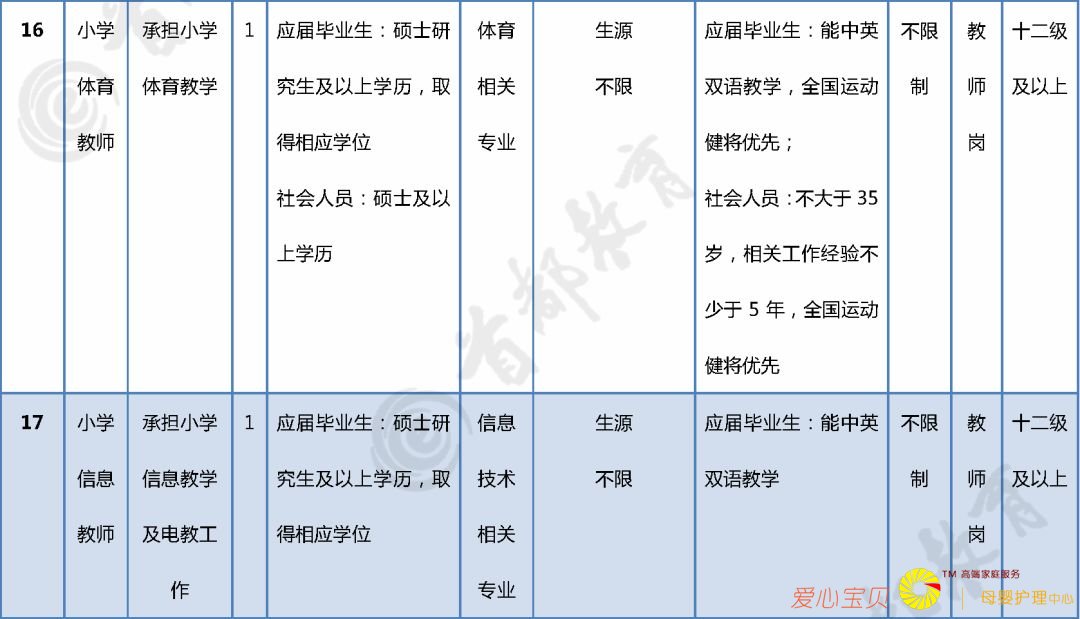 16
小学
体育
教师
承担小学
体育教学
1
应届毕业生：硕士研
究生及以上学历，取
得相应学位
社会人员：硕士及以
上学历
体育
相关
专业
生源
不限
应届毕业生：能中英
双语教学，全国运动
健将优先；
社会人员：不大于 35
岁，相关工作经验不
少于 5 年，全国运动
健将优先
不限
制
教
师
岗
十二级
及以上
17
小学
信息
教师
承担小学
信息教学
及电教工
作
1
应届毕业生：硕士研
究生及以上学历，取
得相应学位
信息
技术
相关
专业
生源
不限
应届毕业生：能中英
双语教学
不限
制
教
师
岗
十二级
及以上
首都教育
爱心宝贝
TM 高端家庭服务
母婴护理中心